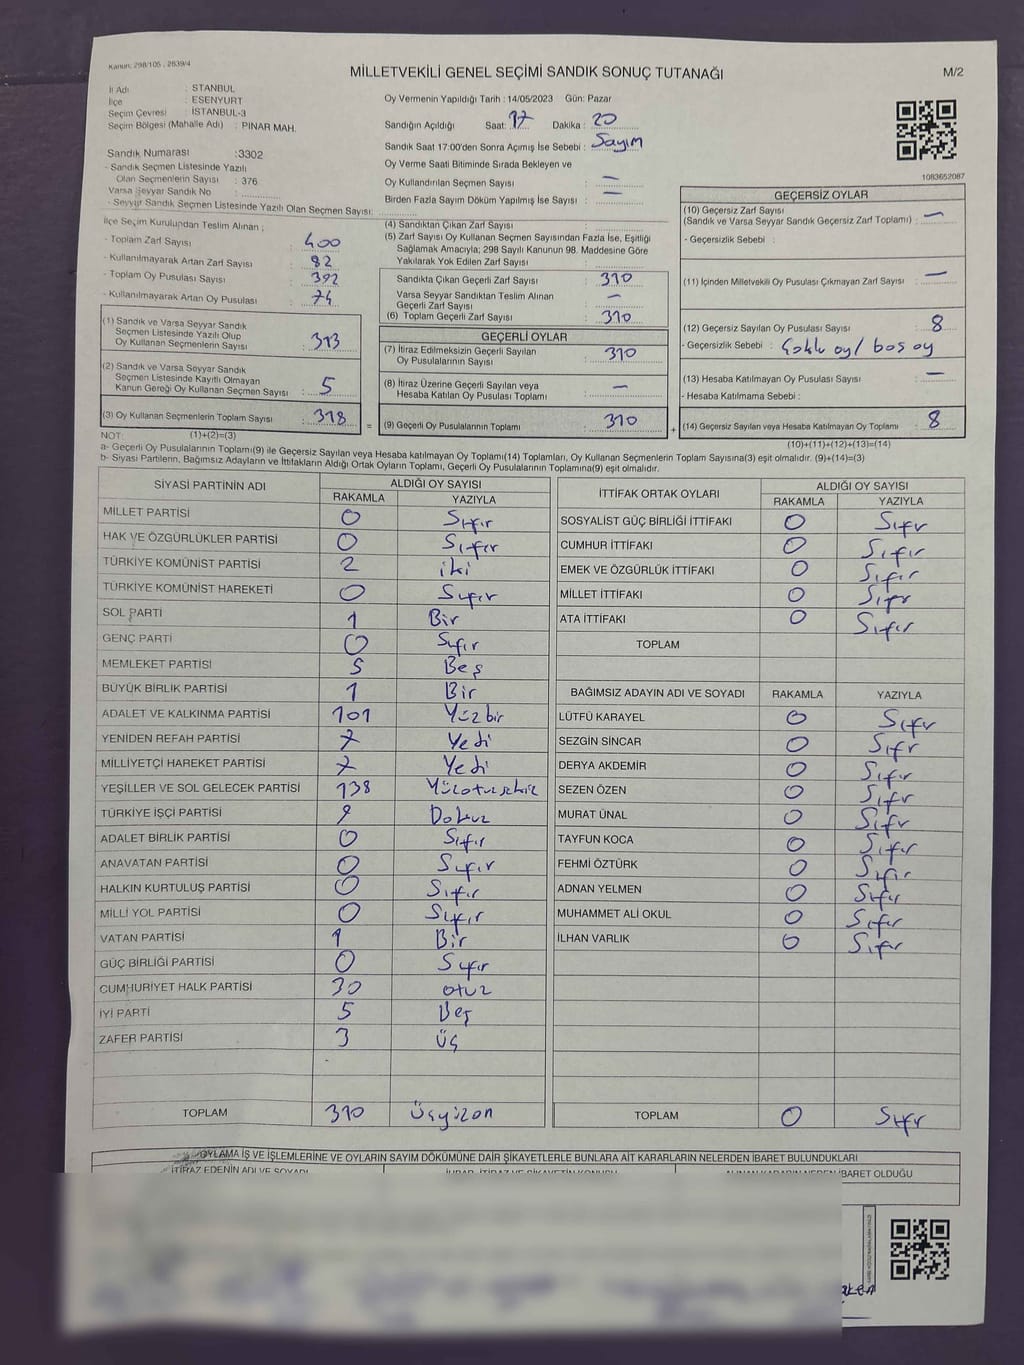 Kanun: 298/105 , 2839/4
MİLLETVEKİLİ GENEL SEÇİMİ SANDIK SONUÇ TUTANAĞI
M/2
İl Adı : STANBUL
İlçe : ESENYURT
Seçim Çevresi : İSTANBUL-3
Seçim Bölgesi (Mahalle Adı) : PINAR MAH.
Oy Vermenin Yapıldığı Tarih : 14/05/2023 Gün: Pazar
Sandığın Açıldığı Saat: 17 Dakika : 20
Sandık Saat 17:00'den Sonra Açımış İse Sebebi : Sayım
Oy Verme Saati Bitiminde Sırada Bekleyen ve
Oy Kullandırılan Seçmen Sayısı : —
Birden Fazla Sayım Döküm Yapılmış İse Sayısı : —
1083652087
Sandık Numarası :3302
- Sandık Seçmen Listesinde Yazılı
Olan Seçmenlerin Sayısı : 376
Varsa Seyyar Sandık No :
- Seyyar Sandık Seçmen Listesinde Yazılı Olan Seçmen Sayısı:
İlçe Seçim Kurulundan Teslim Alınan ;
- Toplam Zarf Sayısı : 400
- Kullanılmayarak Artan Zarf Sayısı : 82
- Toplam Oy Pusulası Sayısı : 392
- Kullanılmayarak Artan Oy Pusulası : 74
(1) Sandık ve Varsa Seyyar Sandık
Seçmen Listesinde Yazılı Olup
Oy Kullanan Seçmenlerin Sayısı : 313
(2) Sandık ve Varsa Seyyar Sandık
Seçmen Listesinde Kayıtlı Olmayan
Kanun Gereği Oy Kullanan Seçmen Sayısı : 5
(3) Oy Kullanan Seçmenlerin Toplam Sayısı : 318
(4) Sandıktan Çıkan Zarf Sayısı :
(5) Zarf Sayısı Oy Kullanan Seçmen Sayısından Fazla İse, Eşitliği
Sağlamak Amacıyla; 298 Sayılı Kanunun 98. Maddesine Göre
Yakılarak Yok Edilen Zarf Sayısı :
Sandıkta Çıkan Geçerli Zarf Sayısı : 310
Varsa Seyyar Sandıktan Teslim Alınan
Geçerli Zarf Sayısı : —
(6) Toplam Geçerli Zarf Sayısı : 310
GEÇERLİ OYLAR
(7) İtiraz Edilmeksizin Geçerli Sayılan
Oy Pusulalarının Sayısı : 310
(8) İtiraz Üzerine Geçerli Sayılan veya
Hesaba Katılan Oy Pusulası Toplamı : —
= (9) Geçerli Oy Pusulalarının Toplamı : 310
GEÇERSİZ OYLAR
(10) Geçersiz Zarf Sayısı
(Sandık ve Varsa Seyyar Sandık Geçersiz Zarf Toplamı) : —
- Geçersizlik Sebebi :
(11) İçinden Milletvekili Oy Pusulası Çıkmayan Zarf Sayısı : —
(12) Geçersiz Sayılan Oy Pusulası Sayısı : 8
- Geçersizlik Sebebi : Çoklu oy/ boş oy
(13) Hesaba Katılmayan Oy Pusulası Sayısı : —
- Hesaba Katılmama Sebebi :
+ (14) Geçersiz Sayılan veya Hesaba Katılmayan Oy Toplamı : 8
NOT: (1)+(2)=(3)
(10)+(11)+(12)+(13)=(14)
a- Geçerli Oy Pusulalarının Toplamı(9) ile Geçersiz Sayılan veya Hesaba katılmayan Oy Toplamı(14) Toplamları, Oy Kullanan Seçmenlerin Toplam Sayısına(3) eşit olmalıdır. (9)+(14)=(3)
b- Siyasi Partilerin, Bağımsız Adayların ve İttifakların Aldığı Ortak Oyların Toplamı, Geçerli Oy Pusulalarının Toplamına(9) eşit olmalıdır.
SİYASİ PARTİNİN ADI ALDIĞI OY SAYISI
RAKAMLA YAZIYLA
MİLLET PARTİSİ 0 Sıfır
HAK VE ÖZGÜRLÜKLER PARTİSİ 0 Sıfır
TÜRKİYE KOMÜNİST PARTİSİ 2 iki
TÜRKİYE KOMÜNİST HAREKETİ 0 Sıfır
SOL PARTİ 1 Bir
GENÇ PARTİ 0 Sıfır
MEMLEKET PARTİSİ 5 Beş
BÜYÜK BİRLİK PARTİSİ 1 Bir
ADALET VE KALKINMA PARTİSİ 101 Yüzbir
YENİDEN REFAH PARTİSİ 7 Yedi
MİLLİYETÇİ HAREKET PARTİSİ 7 Yedi
YEŞİLLER VE SOL GELECEK PARTİSİ 138 Yüzotuzsekiz
TÜRKİYE İŞÇİ PARTİSİ 9 Dokuz
ADALET BİRLİK PARTİSİ 0 Sıfır
ANAVATAN PARTİSİ 0 Sıfır
HALKIN KURTULUŞ PARTİSİ 0 Sıfır
MİLLİ YOL PARTİSİ 0 Sıfır
VATAN PARTİSİ 1 Bir
GÜÇ BİRLİĞİ PARTİSİ 0 Sıfır
CUMHURİYET HALK PARTİSİ 30 otuz
İYİ PARTİ 5 Beş
ZAFER PARTİSİ 3 üç
TOPLAM 310 Üçyüzon
İTTİFAK ORTAK OYLARI ALDIĞI OY SAYISI
RAKAMLA YAZIYLA
SOSYALİST GÜÇ BİRLİĞİ İTTİFAKI 0 Sıfır
CUMHUR İTTİFAKI 0 Sıfır
EMEK VE ÖZGÜRLÜK İTTİFAKI 0 Sıfır
MİLLET İTTİFAKI 0 Sıfır
ATA İTTİFAKI 0 Sıfır
TOPLAM
BAĞIMSIZ ADAYIN ADI VE SOYADI RAKAMLA YAZIYLA
LÜTFÜ KARAYEL 0 Sıfır
SEZGİN SİNCAR 0 Sıfır
DERYA AKDEMİR 0 Sıfır
SEZEN ÖZEN 0 Sıfır
MURAT ÜNAL 0 Sıfır
TAYFUN KOCA 0 Sıfır
FEHMİ ÖZTÜRK 0 Sıfır
ADNAN YELMEN 0 Sıfır
MUHAMMET ALİ OKUL 0 Sıfır
İLHAN VARLIK 0 Sıfır
TOPLAM 0 Sıfır
OYLAMA İŞ VE İŞLEMLERİNE VE OYLARIN SAYIM DÖKÜMÜNE DAİR ŞİKAYETLERLE BUNLARA AİT KARARLARIN NELERDEN İBARET BULUNDUKLARI
İTİRAZ EDENİN ADI VE SOYADI
İBARET OLDUĞU